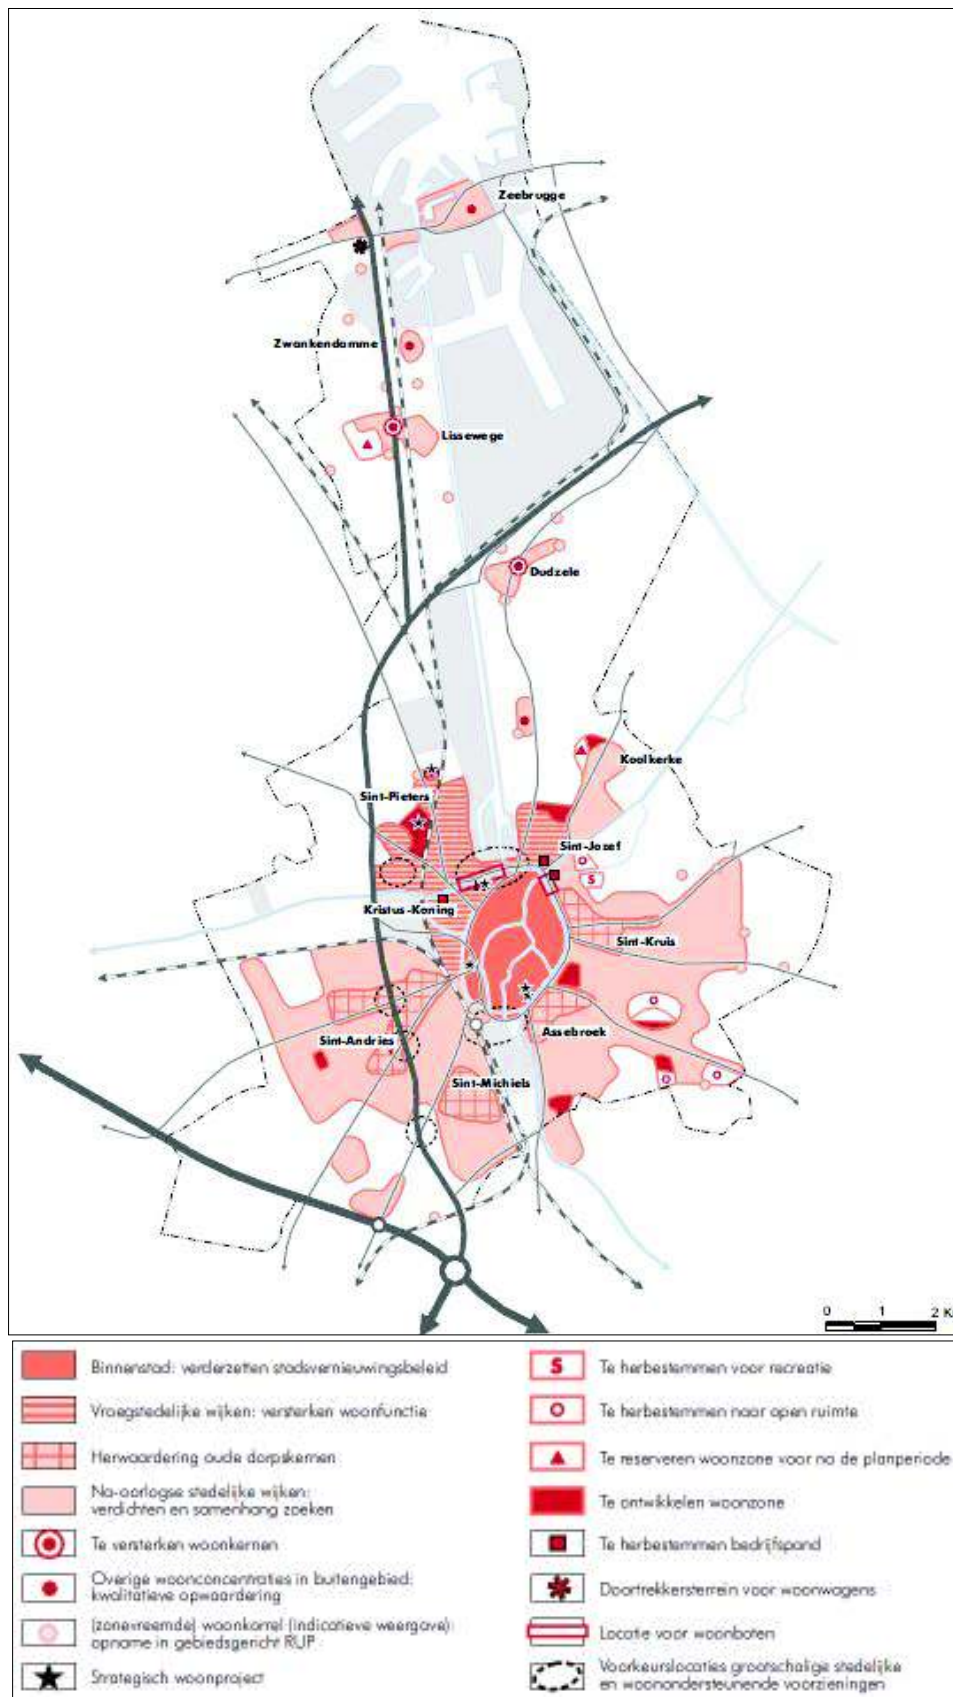 Zeebrugge
Zwankendamme
Lissewege
Dudzele
Koolkerke
Sint-Pieters
Sint-Jozef
Kristus-Koning
Sint-Kruis
Sint-Andries
Assebroek
Sint-Michiels
0 1 2 K
Binnenstad: verderzetten stadsvernieuwingsbeleid
Vroegstedelijke wijken: versterken woonfunctie
Herwaardering oude dorpskernen
Na-oorlogse stedelijke wijken:
verdichten en samenhang zoeken
Te versterken woonkernen
Overige woonconcentraties in buitengebied:
kwalitatieve opwaardering
(zonevreemde) woonkorrel (indicatieve weergave):
opname in gebiedsgericht RUP
Strategisch woonproject
S Te herbestemmen voor recreatie
Te herbestemmen naar open ruimte
Te reserveren woonzone voor na de planperiode
Te ontwikkelen woonzone
Te herbestemmen bedrijfspand
Doortrekkersterrein voor woonwagens
Locatie voor woonboten
Voorkeurslocaties grootschalige stedelijke
en woonondersteunende voorzieningen